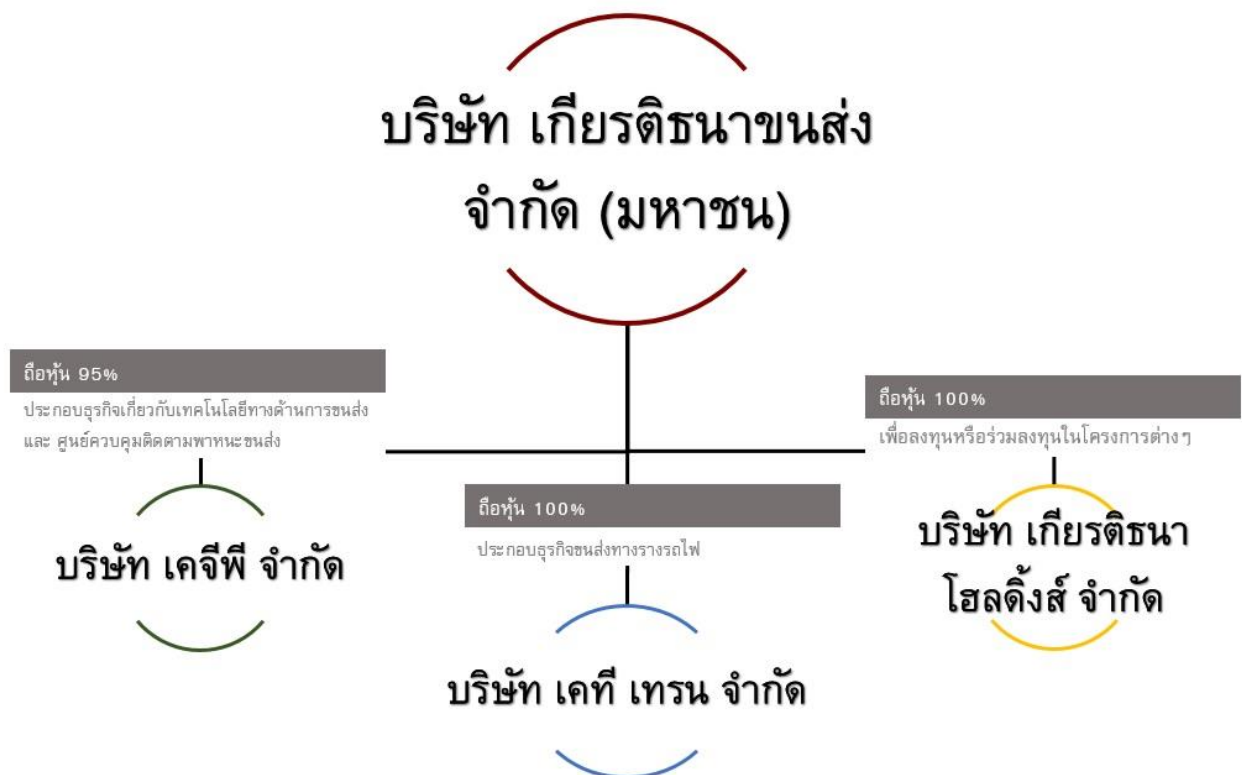 บริษัท เกียรติธนาขนส่ง
จำกัด (มหาชน)
ถือหุ้น 95%
ประกอบธุรกิจเกี่ยวกับเทคโนโลยีทางด้านการขนส่ง
และ ศูนย์ควบคุมติดตามพาหนะขนส่ง
บริษัท เคจีพี จำกัด
ถือหุ้น 100%
ประกอบธุรกิจขนส่งทางรางรถไฟ
บริษัท เคที เทรน จำกัด
ถือหุ้น 100%
เพื่อลงทุนหรือร่วมลงทุนในโครงการต่างๆ
บริษัท เกียรติธนา
โฮลดิ้งส์ จำกัด